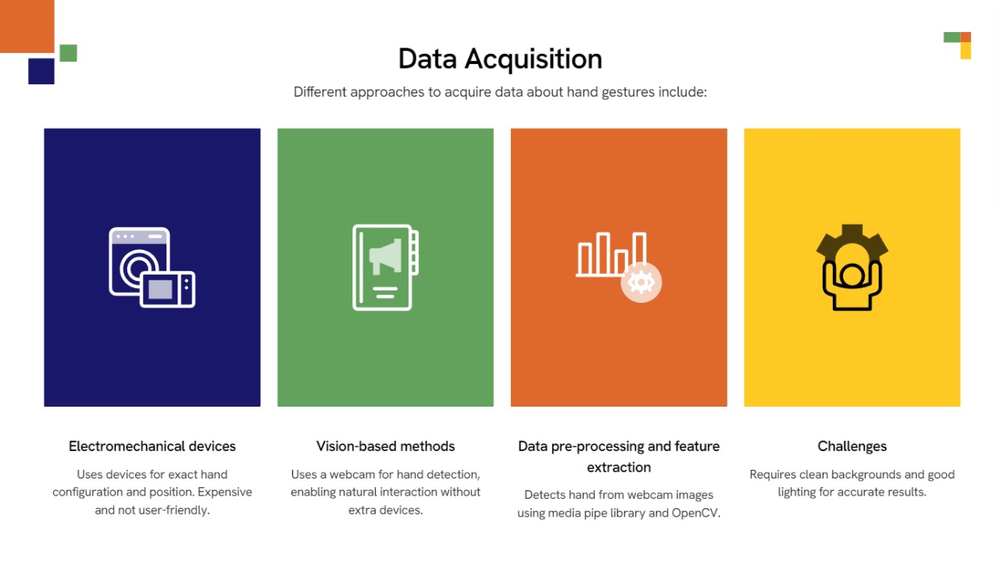 Data Acquisition
Different approaches to acquire data about hand gestures include:
Electromechanical devices
Uses devices for exact hand
configuration and position. Expensive
and not user-friendly.
Vision-based methods
Uses a webcam for hand detection,
enabling natural interaction without
extra devices.
Data pre-processing and feature
extraction
Detects hand from webcam images
using media pipe library and OpenCV.
Challenges
Requires clean backgrounds and good
lighting for accurate results.